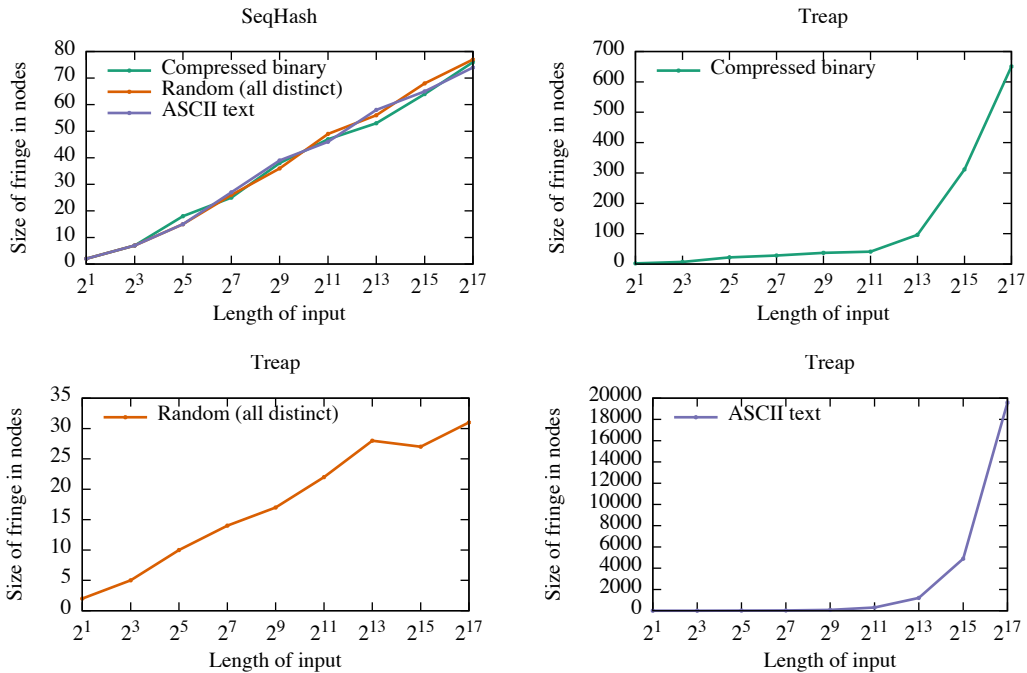 SeqHash
80
70
60
50
40
30
20
10
0
Compressed binary
Random (all distinct)
ASCII text
Size of fringe in nodes
2^1 2^3 2^5 2^7 2^9 2^11 2^13 2^15 2^17
Length of input
Treap
700
600
500
400
300
200
100
0
Compressed binary
Size of fringe in nodes
2^1 2^3 2^5 2^7 2^9 2^11 2^13 2^15 2^17
Length of input
Treap
35
30
25
20
15
10
5
0
Random (all distinct)
Size of fringe in nodes
2^1 2^3 2^5 2^7 2^9 2^11 2^13 2^15 2^17
Length of input
Treap
20000
18000
16000
14000
12000
10000
8000
6000
4000
2000
0
ASCII text
Size of fringe in nodes
2^1 2^3 2^5 2^7 2^9 2^11 2^13 2^15 2^17
Length of input